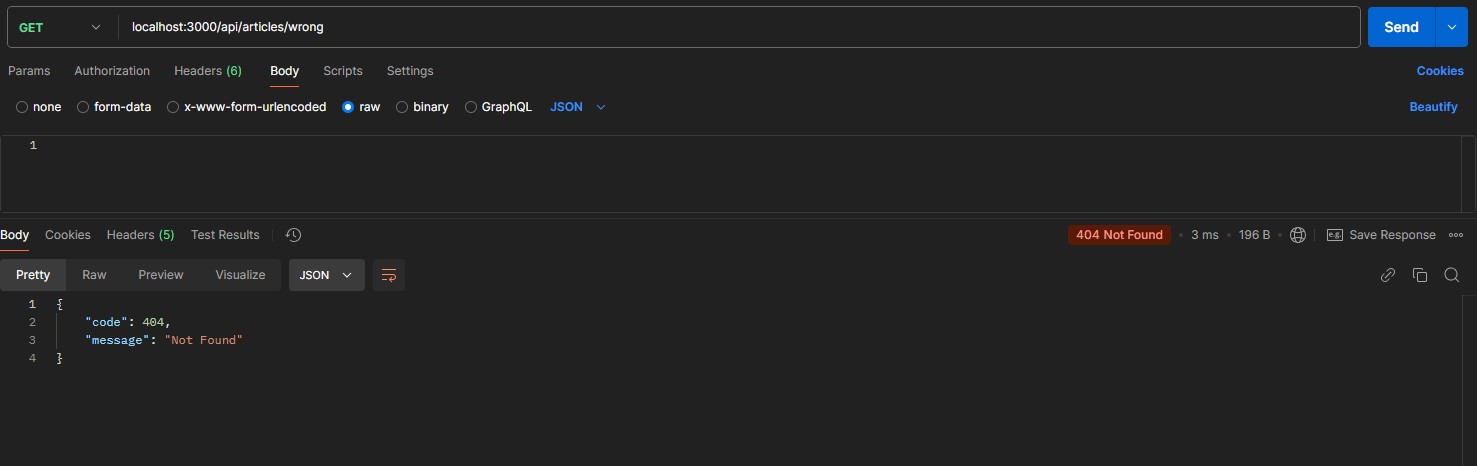 GET localhost:3000/api/articles/wrong Send
Params Authorization Headers (6) Body Scripts Settings Cookies
none form-data x-www-form-urlencoded raw binary GraphQL JSON Beautify
1
Body Cookies Headers (5) Test Results 404 Not Found • 3 ms • 196 B • e.g. Save Response
Pretty Raw Preview Visualize JSON
1 {
2 "code": 404,
3 "message": "Not Found"
4 }